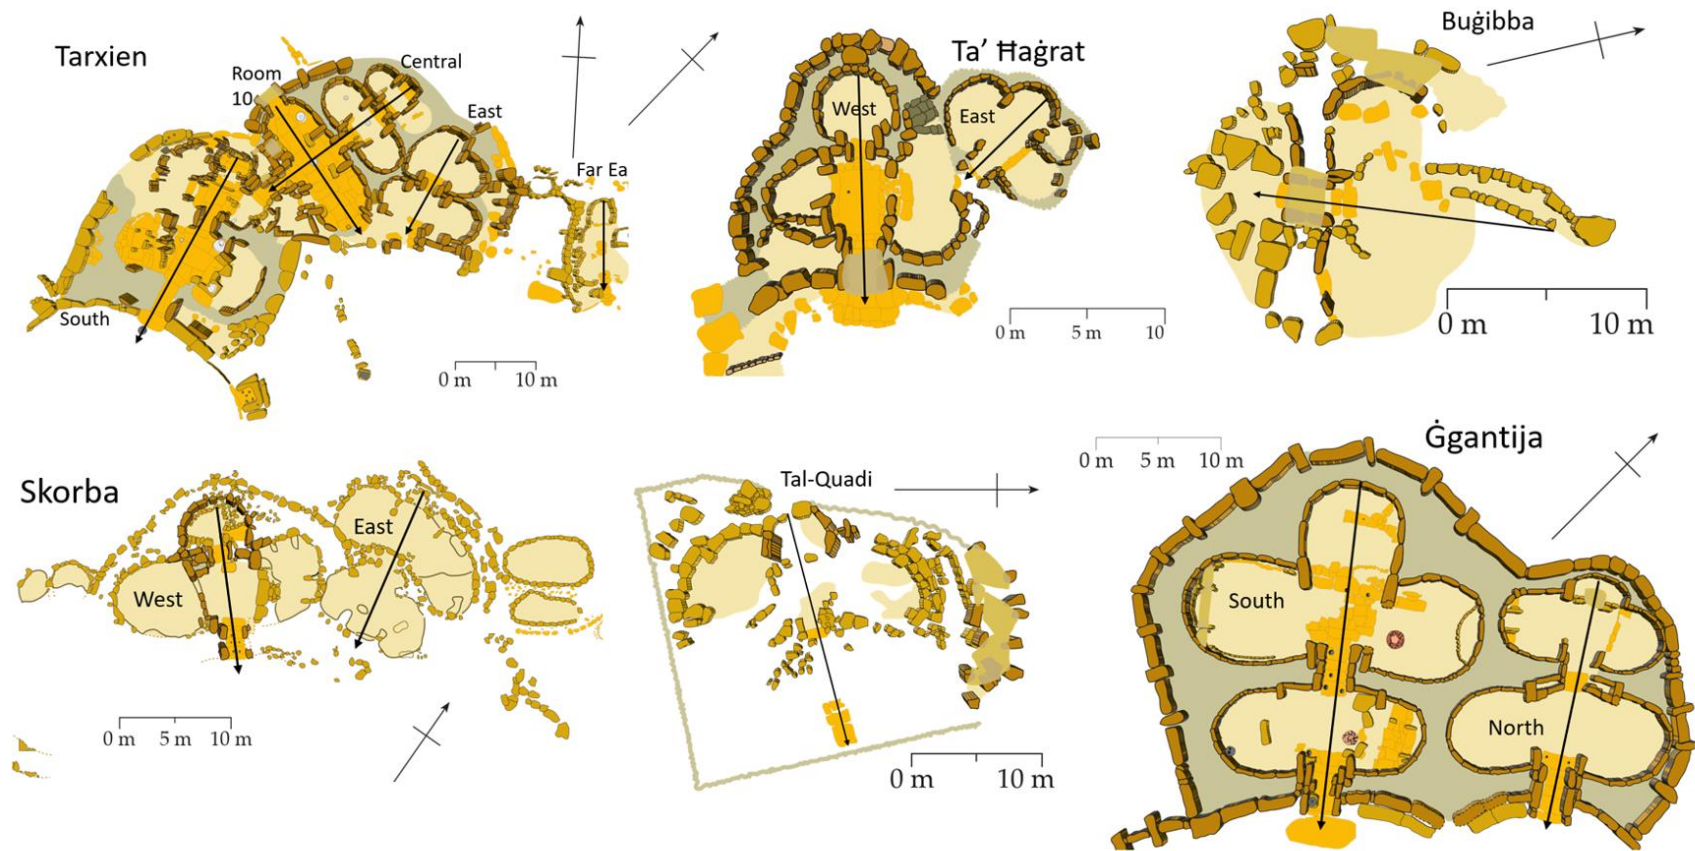 Tarxien
Room
10
Central
East
Far Ea
South
0 m 10 m
Ta’ Ħaġrat
West
East
0 m 5 m 10
Buġibba
0 m 10 m
Skorba
West
East
0 m 5 m 10 m
Tal-Quadi
0 m 10 m
Ġgantija
0 m 5 m 10 m
South
North